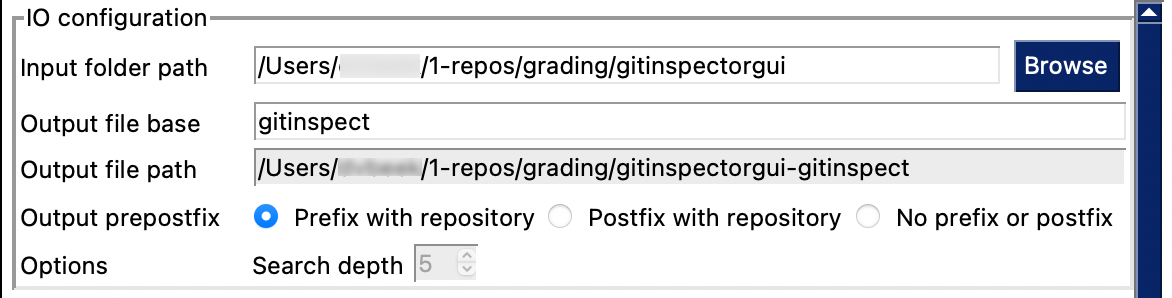 IO configuration
Input folder path /Users/ /1-repos/grading/gitinspectorgui Browse
Output file base gitinspect
Output file path /Users/ /1-repos/grading/gitinspectorgui-gitinspect
Output prepostfix Prefix with repository Postfix with repository No prefix or postfix
Options Search depth 5